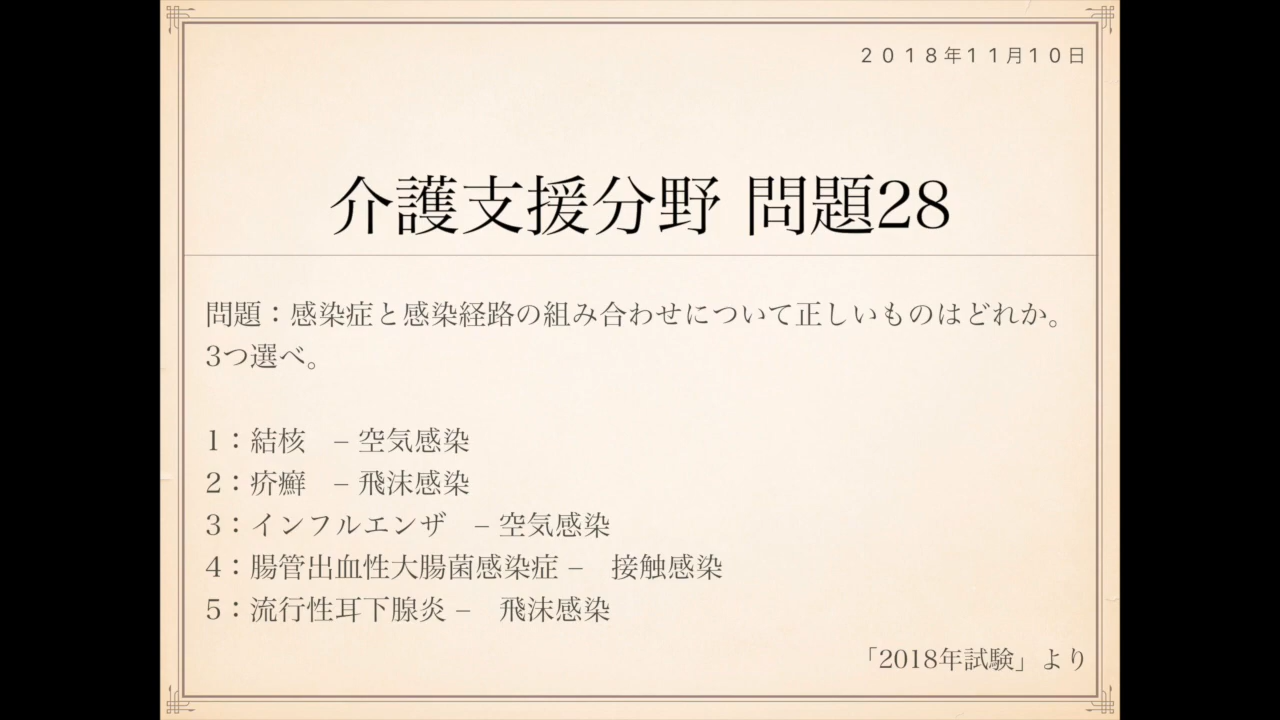 ２０１８年１１月１０日
介護支援分野 問題28
問題：感染症と感染経路の組み合わせについて正しいものはどれか。
3つ選べ。
1：結核　– 空気感染
2：疥癬　– 飛沫感染
3：インフルエンザ　– 空気感染
4：腸管出血性大腸菌感染症 –　接触感染
5：流行性耳下腺炎 –　飛沫感染
「2018年試験」より